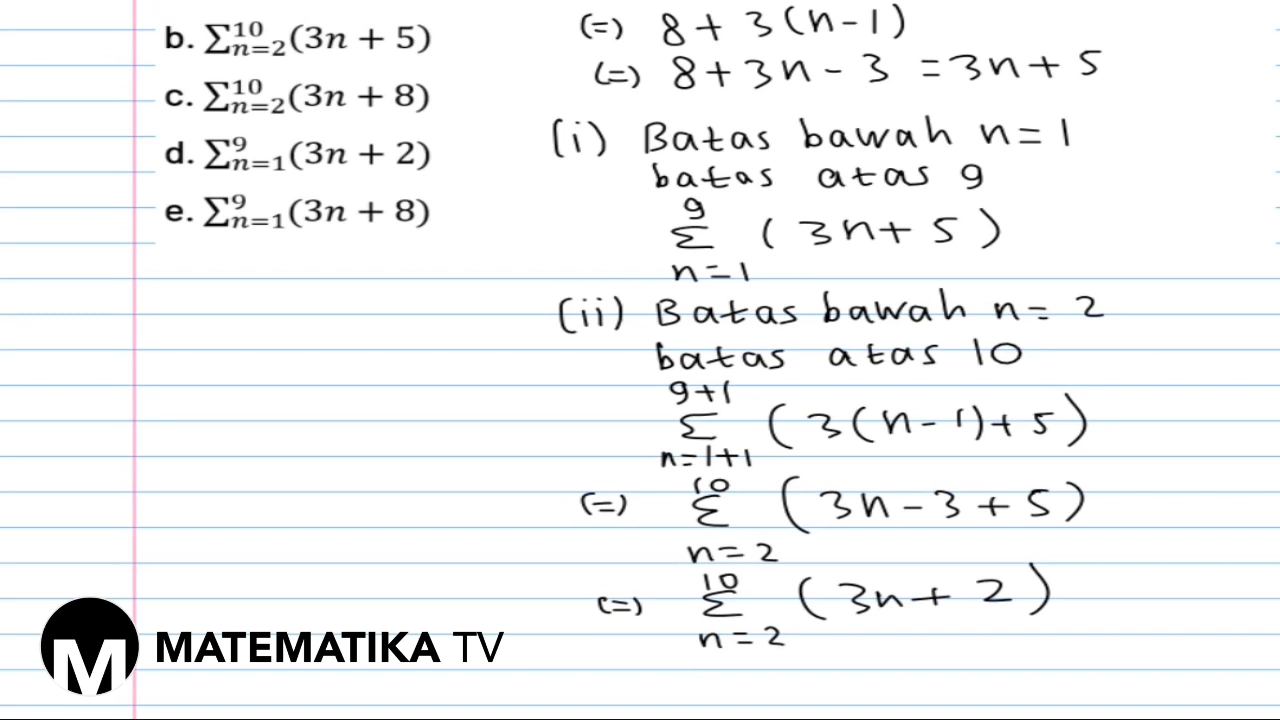 b. ∑_{n=2}^{10}(3n + 5)
c. ∑_{n=2}^{10}(3n + 8)
d. ∑_{n=1}^{9}(3n + 2)
e. ∑_{n=1}^{9}(3n + 8)
(=) 8 + 3(n - 1)
(=) 8 + 3n - 3 = 3n + 5
(i) Batas bawah n = 1
batas atas 9
∑_{n=1}^{9} (3n + 5)
(ii) Batas bawah n = 2
batas atas 10
∑_{n=1+1}^{9+1} (3(n - 1) + 5)
(=) ∑_{n=2}^{10} (3n - 3 + 5)
(=) ∑_{n=2}^{10} (3n + 2)
M MATEMATIKA TV